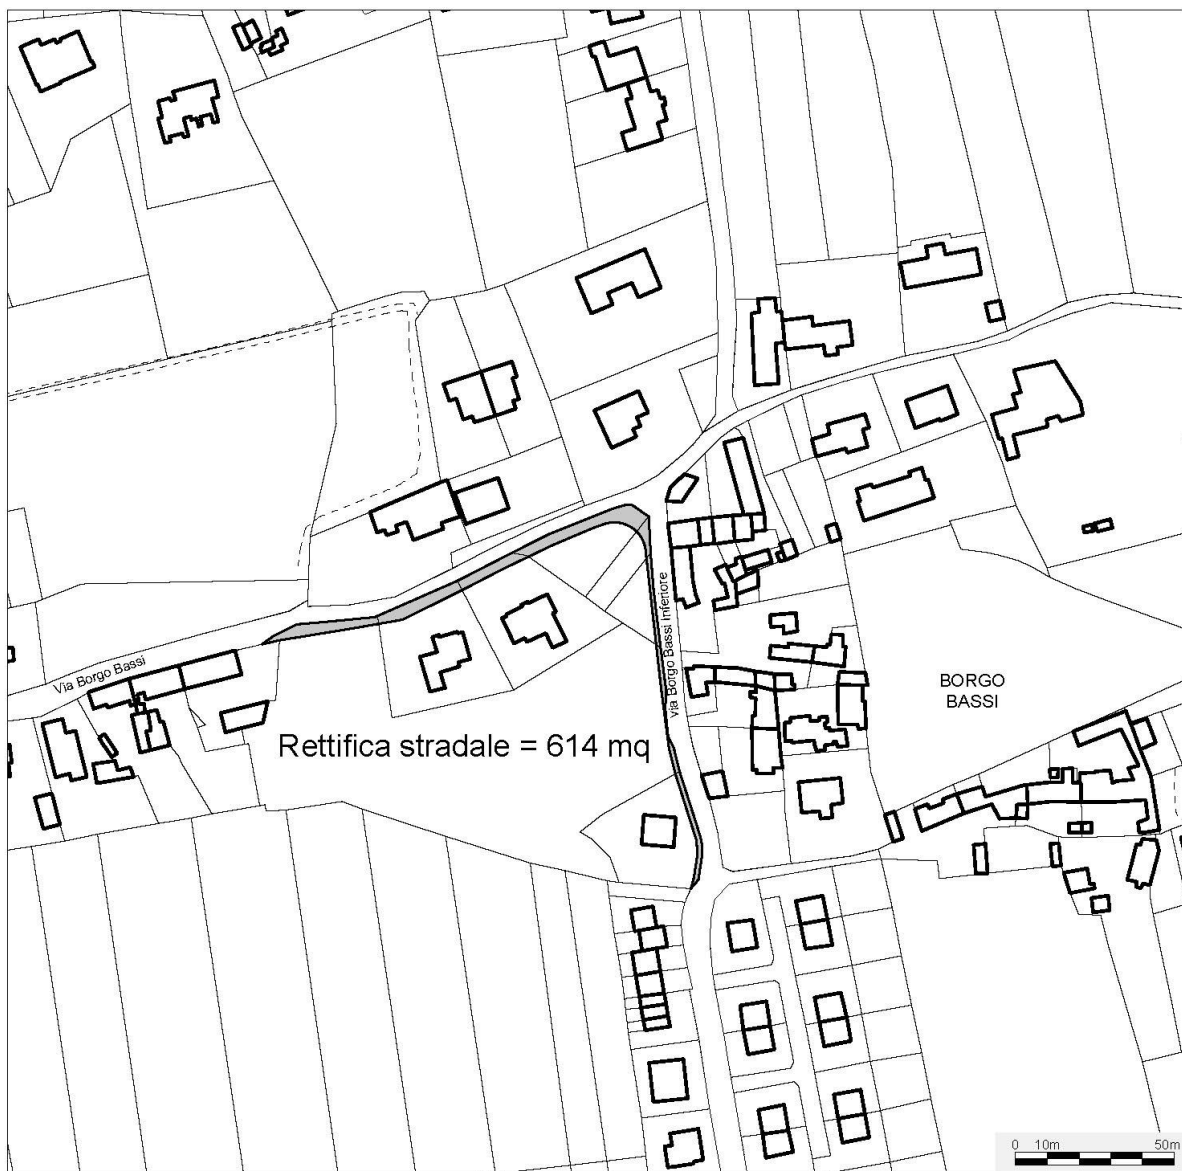 Via Borgo Bassi Inferiore
Via Borgo Bassi
BORGO
BASSI
Rettifica stradale = 614 mq
0 10m 50m